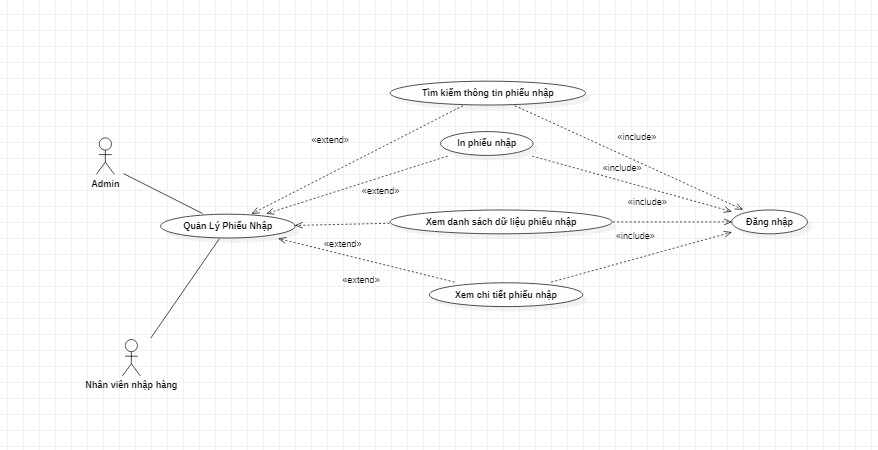 Tìm kiếm thông tin phiếu nhập
«extend»
«include»
In phiếu nhập
«include»
Admin
«extend»
«include»
Quản Lý Phiếu Nhập
Xem danh sách dữ liệu phiếu nhập
Đăng nhập
«extend»
«include»
«extend»
Xem chi tiết phiếu nhập
Nhân viên nhập hàng